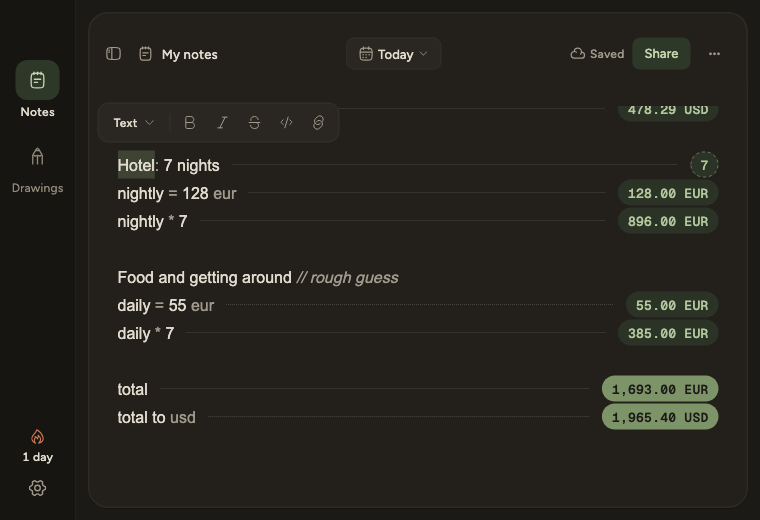 My notes
Today
Saved
Share
Notes
Drawings
478.29 USD
Text
Hotel: 7 nights 7
nightly = 128 eur 128.00 EUR
nightly * 7 896.00 EUR
Food and getting around // rough guess
daily = 55 eur 55.00 EUR
daily * 7 385.00 EUR
total 1,693.00 EUR
total to usd 1,965.40 USD
1 day